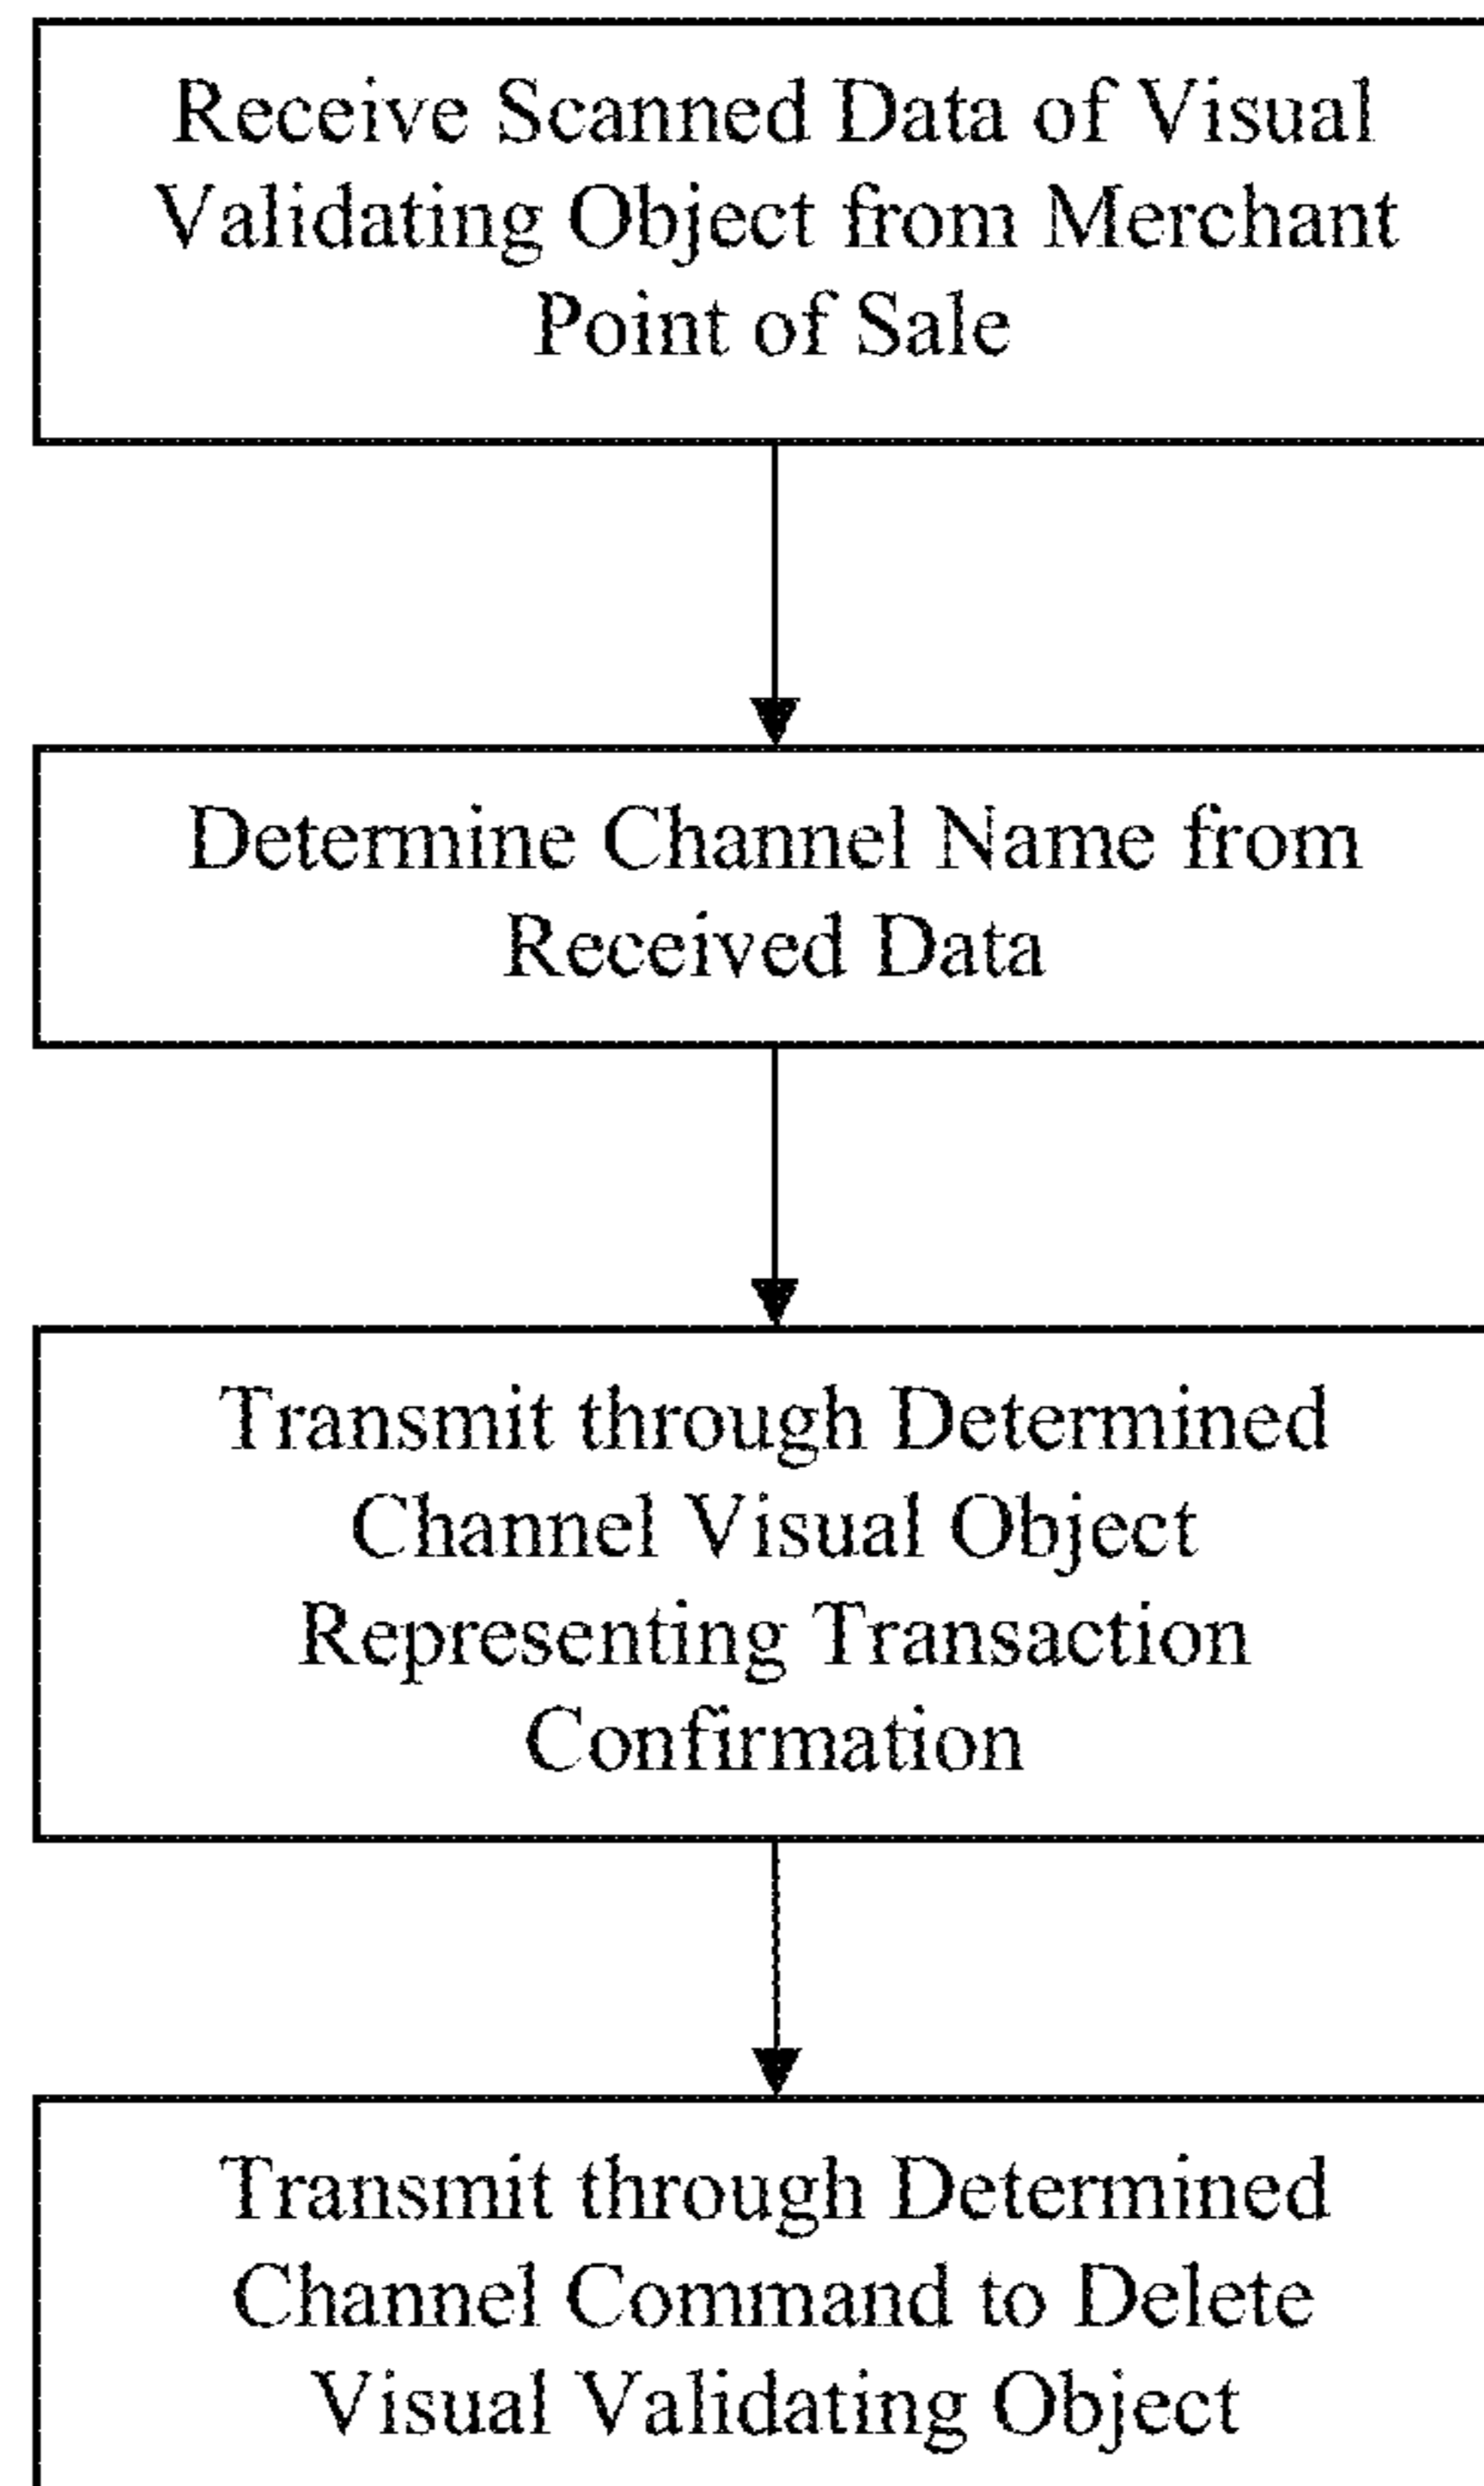 Receive Scanned Data of Visual
Validating Object from Merchant
Point of Sale
Determine Channel Name from
Received Data
Transmit through Determined
Channel Visual Object
Representing Transaction
Confirmation
Transmit through Determined
Channel Command to Delete
Visual Validating Object